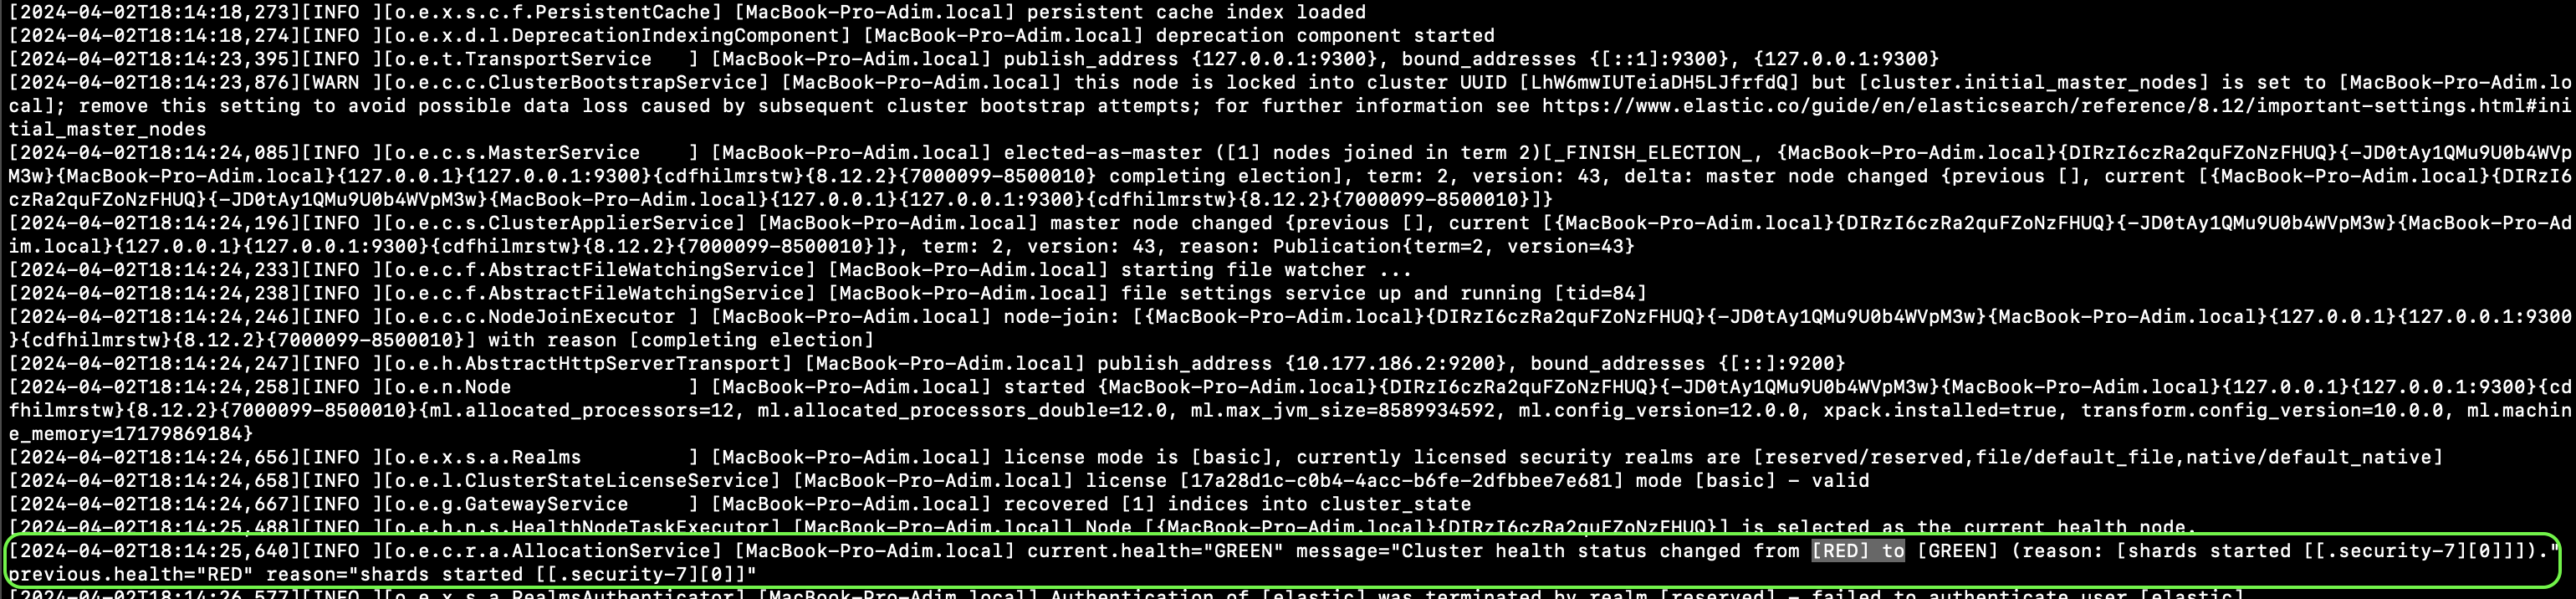 [2024-04-02T18:14:18,273][INFO ][o.e.x.s.c.f.PersistentCache] [MacBook-Pro-Adim.local] persistent cache index loaded
[2024-04-02T18:14:18,274][INFO ][o.e.x.d.l.DeprecationIndexingComponent] [MacBook-Pro-Adim.local] deprecation component started
[2024-04-02T18:14:23,395][INFO ][o.e.t.TransportService   ] [MacBook-Pro-Adim.local] publish_address {127.0.0.1:9300}, bound_addresses {[::1]:9300}, {127.0.0.1:9300}
[2024-04-02T18:14:23,876][WARN ][o.e.c.c.ClusterBootstrapService] [MacBook-Pro-Adim.local] this node is locked into cluster UUID [LhW6mwIUTeiaDH5LJfrfdQ] but [cluster.initial_master_nodes] is set to [MacBook-Pro-Adim.lo
cal]; remove this setting to avoid possible data loss caused by subsequent cluster bootstrap attempts; for further information see https://www.elastic.co/guide/en/elasticsearch/reference/8.12/important-settings.html#ini
tial_master_nodes
[2024-04-02T18:14:24,085][INFO ][o.e.c.s.MasterService    ] [MacBook-Pro-Adim.local] elected-as-master ([1] nodes joined in term 2)[_FINISH_ELECTION_, {MacBook-Pro-Adim.local}{DIRzI6czRa2quFZoNzFHUQ}{-JD0tAy1QMu9U0b4WVp
M3w}{MacBook-Pro-Adim.local}{127.0.0.1}{127.0.0.1:9300}{cdfhilmrstw}{8.12.2}{7000099-8500010} completing election], term: 2, version: 43, delta: master node changed {previous [], current [{MacBook-Pro-Adim.local}{DIRzI6
czRa2quFZoNzFHUQ}{-JD0tAy1QMu9U0b4WVpM3w}{MacBook-Pro-Adim.local}{127.0.0.1}{127.0.0.1:9300}{cdfhilmrstw}{8.12.2}{7000099-8500010}]}
[2024-04-02T18:14:24,196][INFO ][o.e.c.s.ClusterApplierService] [MacBook-Pro-Adim.local] master node changed {previous [], current [{MacBook-Pro-Adim.local}{DIRzI6czRa2quFZoNzFHUQ}{-JD0tAy1QMu9U0b4WVpM3w}{MacBook-Pro-Ad
im.local}{127.0.0.1}{127.0.0.1:9300}{cdfhilmrstw}{8.12.2}{7000099-8500010}]}, term: 2, version: 43, reason: Publication{term=2, version=43}
[2024-04-02T18:14:24,233][INFO ][o.e.c.f.AbstractFileWatchingService] [MacBook-Pro-Adim.local] starting file watcher ...
[2024-04-02T18:14:24,238][INFO ][o.e.c.f.AbstractFileWatchingService] [MacBook-Pro-Adim.local] file settings service up and running [tid=84]
[2024-04-02T18:14:24,246][INFO ][o.e.c.c.NodeJoinExecutor ] [MacBook-Pro-Adim.local] node-join: [{MacBook-Pro-Adim.local}{DIRzI6czRa2quFZoNzFHUQ}{-JD0tAy1QMu9U0b4WVpM3w}{MacBook-Pro-Adim.local}{127.0.0.1}{127.0.0.1:9300
}{cdfhilmrstw}{8.12.2}{7000099-8500010}] with reason [completing election]
[2024-04-02T18:14:24,247][INFO ][o.e.h.AbstractHttpServerTransport] [MacBook-Pro-Adim.local] publish_address {10.177.186.2:9200}, bound_addresses {[::]:9200}
[2024-04-02T18:14:24,258][INFO ][o.e.n.Node               ] [MacBook-Pro-Adim.local] started {MacBook-Pro-Adim.local}{DIRzI6czRa2quFZoNzFHUQ}{-JD0tAy1QMu9U0b4WVpM3w}{MacBook-Pro-Adim.local}{127.0.0.1}{127.0.0.1:9300}{cd
fhilmrstw}{8.12.2}{7000099-8500010}{ml.allocated_processors=12, ml.allocated_processors_double=12.0, ml.max_jvm_size=8589934592, ml.config_version=12.0.0, xpack.installed=true, transform.config_version=10.0.0, ml.machin
e_memory=17179869184}
[2024-04-02T18:14:24,656][INFO ][o.e.x.s.a.Realms         ] [MacBook-Pro-Adim.local] license mode is [basic], currently licensed security realms are [reserved/reserved,file/default_file,native/default_native]
[2024-04-02T18:14:24,658][INFO ][o.e.l.ClusterStateLicenseService] [MacBook-Pro-Adim.local] license [17a28d1c-c0b4-4acc-b6fe-2dfbbee7e681] mode [basic] - valid
[2024-04-02T18:14:24,667][INFO ][o.e.g.GatewayService     ] [MacBook-Pro-Adim.local] recovered [1] indices into cluster_state
[2024-04-02T18:14:25,488][INFO ][o.e.h.n.s.HealthNodeTaskExecutor] [MacBook-Pro-Adim.local] Node [{MacBook-Pro-Adim.local}{DIRzI6czRa2quFZoNzFHUQ}] is selected as the current health node.
[2024-04-02T18:14:25,640][INFO ][o.e.c.r.a.AllocationService] [MacBook-Pro-Adim.local] current.health="GREEN" message="Cluster health status changed from [RED] to [GREEN] (reason: [shards started [[.security-7][0]]])."
previous.health="RED" reason="shards started [[.security-7][0]]"
[2024-04-02T18:14:26,577][INFO ][o.e.x.s.a.RealmsAuthenticator] [MacBook-Pro-Adim.local] Authentication of [elastic] was terminated by realm [reserved] - failed to authenticate user [elastic]